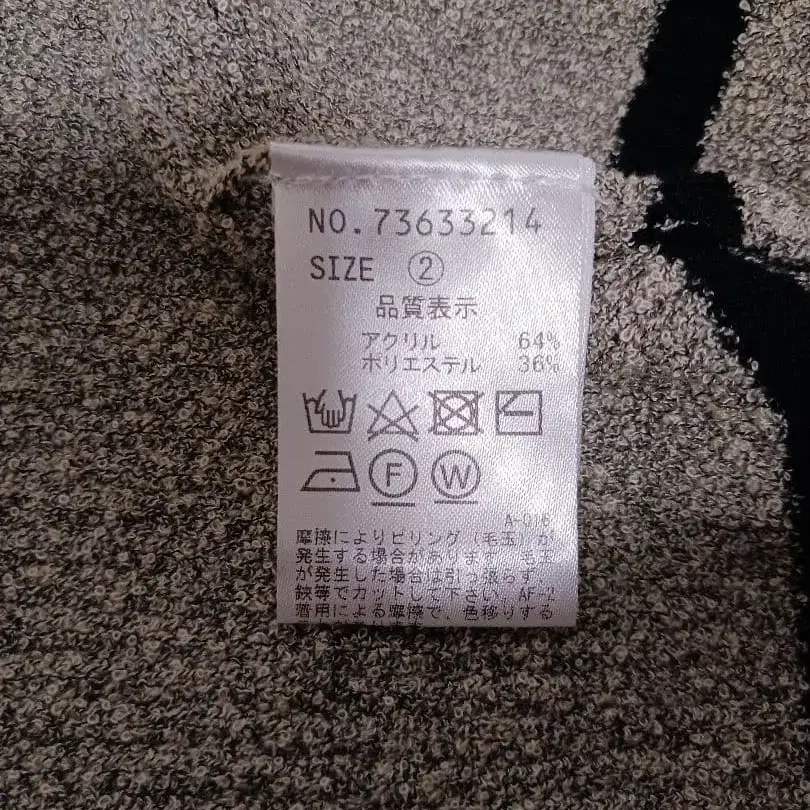 NO.73633214
SIZE ②
品質表示
アクリル 64%
ポリエステル 36%
F W
A-016
摩擦によりピリング（毛玉）が
発生する場合があります。毛玉
が発生した場合は引っ張らず、
鋏等でカットして下さい。AF-2
着用による摩擦で、色移りする